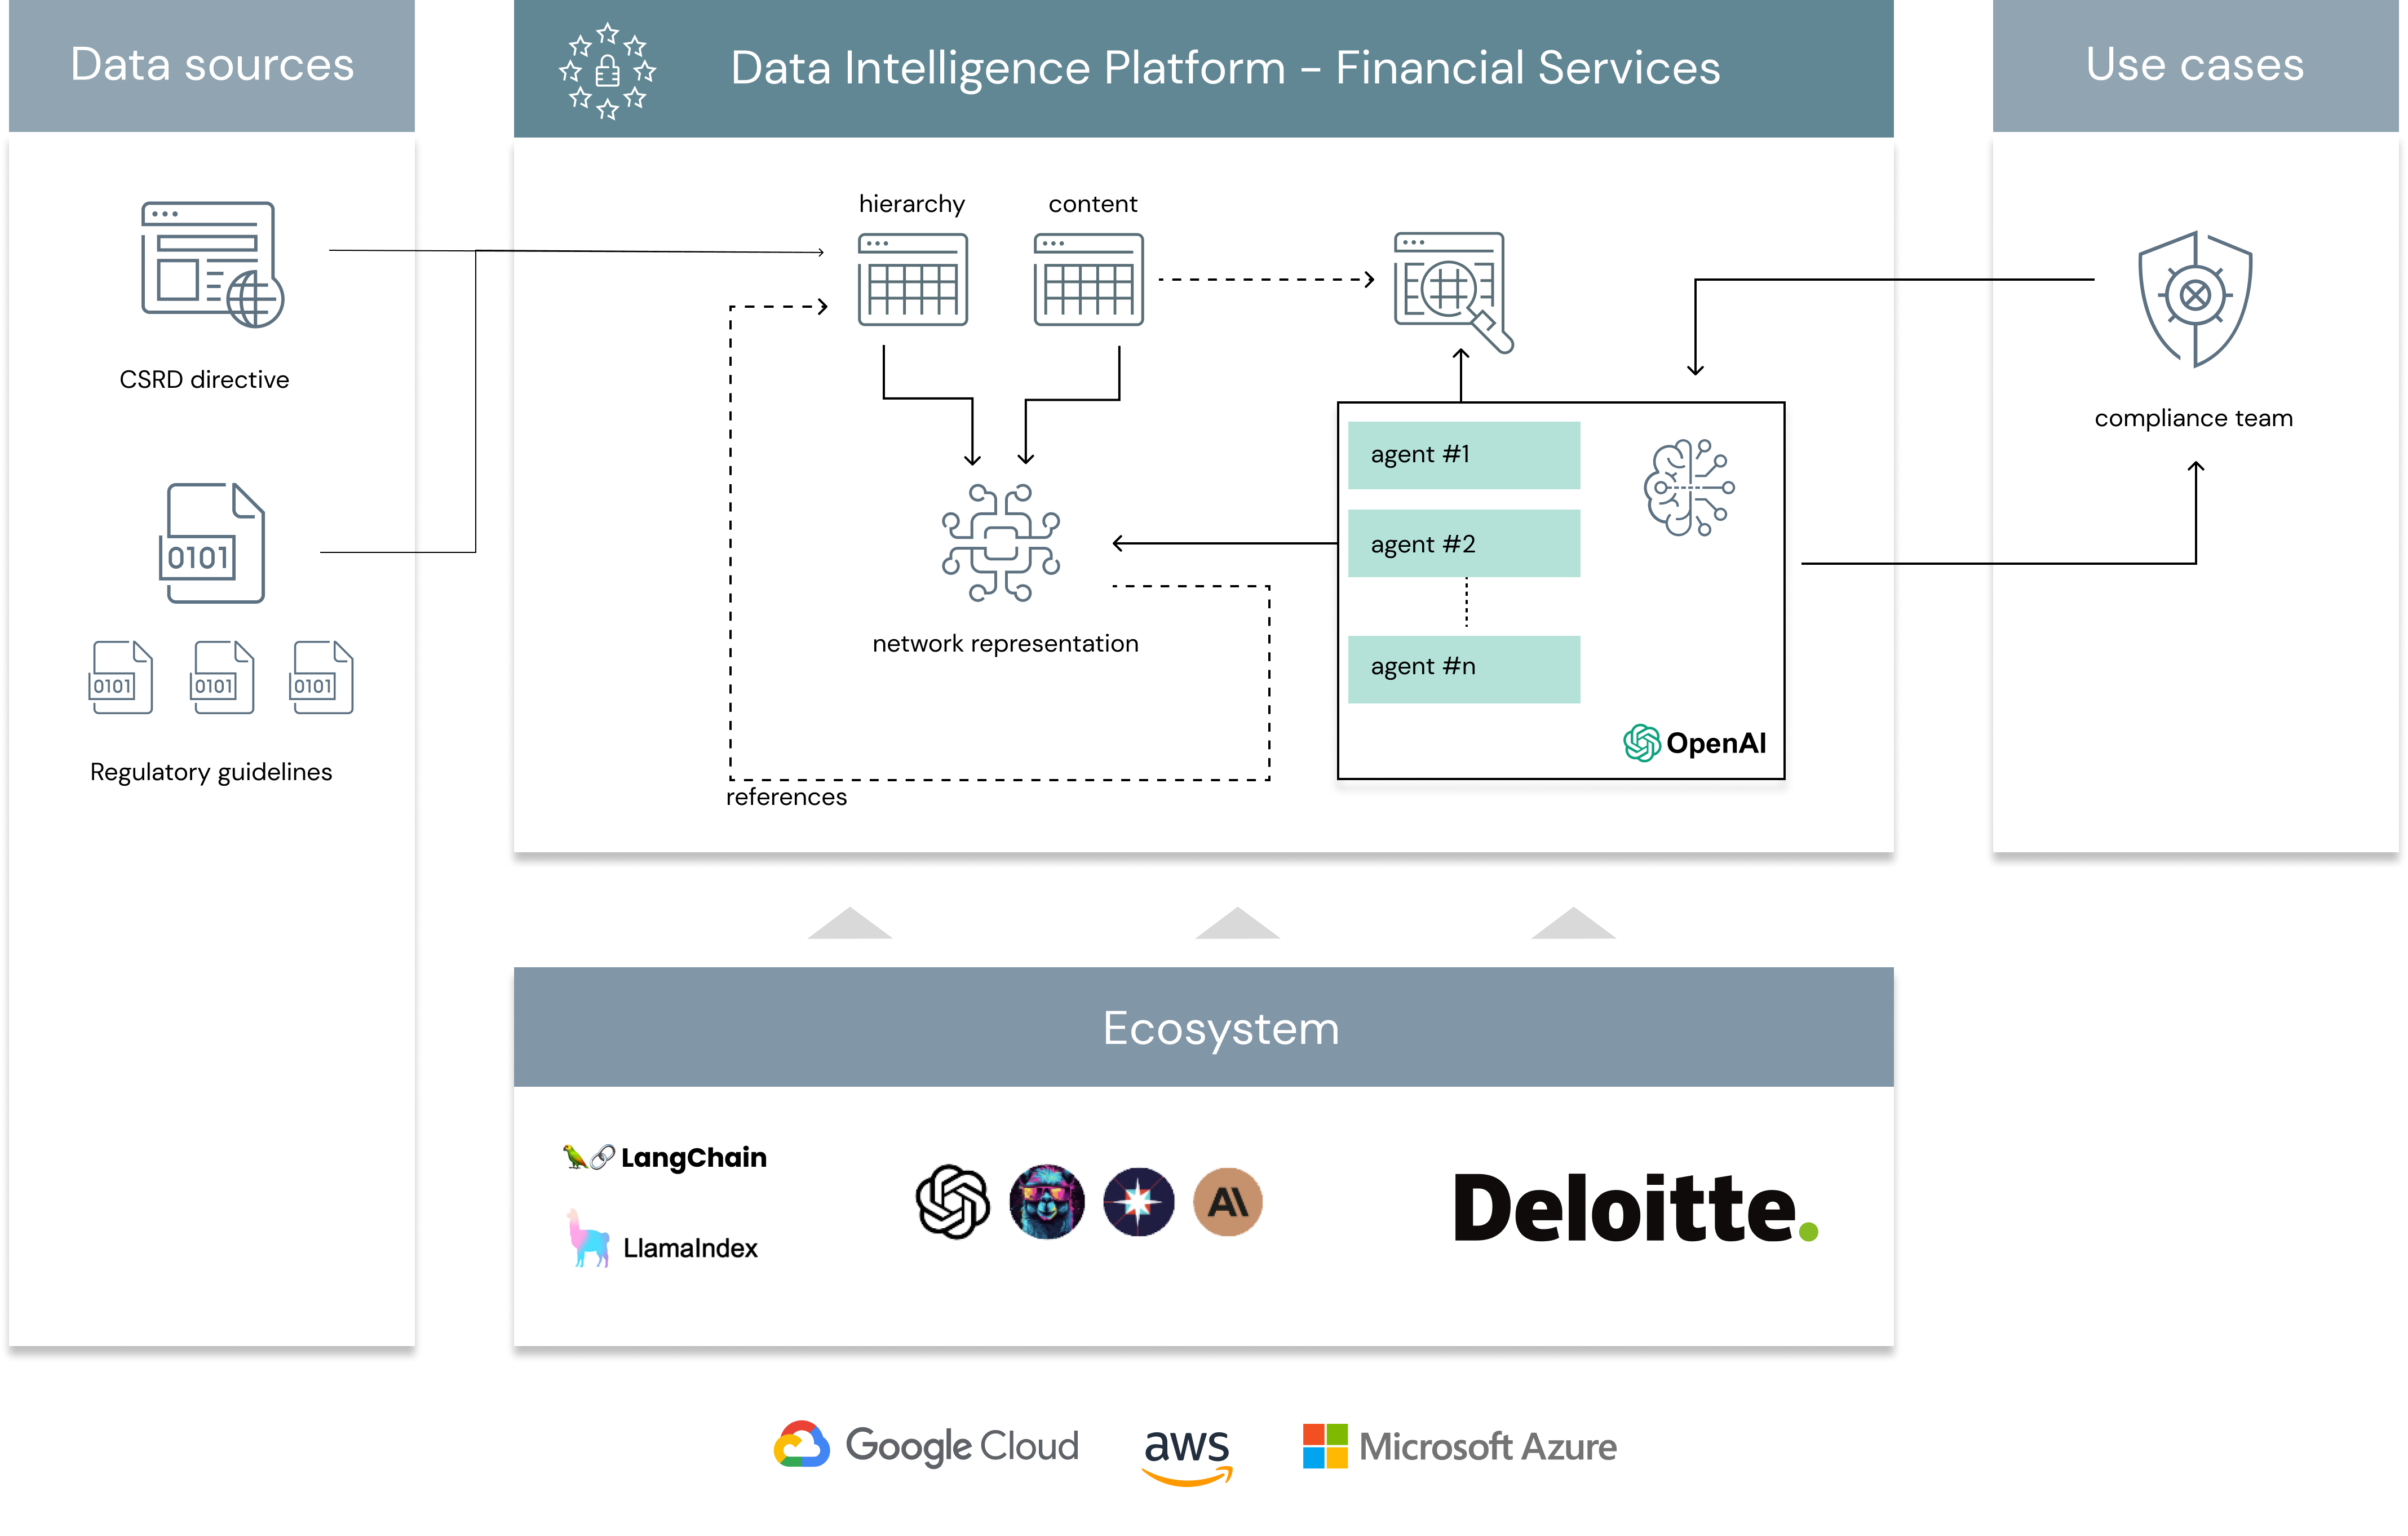 Data sources
Data Intelligence Platform - Financial Services
Use cases
CSRD directive
0101
0101
0101
0101
Regulatory guidelines
hierarchy
content
network representation
references
agent #1
agent #2
agent #n
OpenAI
compliance team
Ecosystem
LangChain
LlamaIndex
A\
Deloitte.
Google Cloud
aws
Microsoft Azure